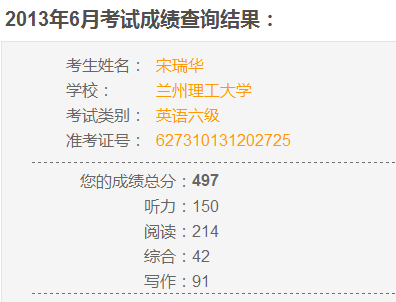 2013年6月考试成绩查询结果：
考生姓名： 宋瑞华
学校： 兰州理工大学
考试类别： 英语六级
准考证号： 627310131202725
您的成绩总分：497
听力：150
阅读：214
综合：42
写作：91